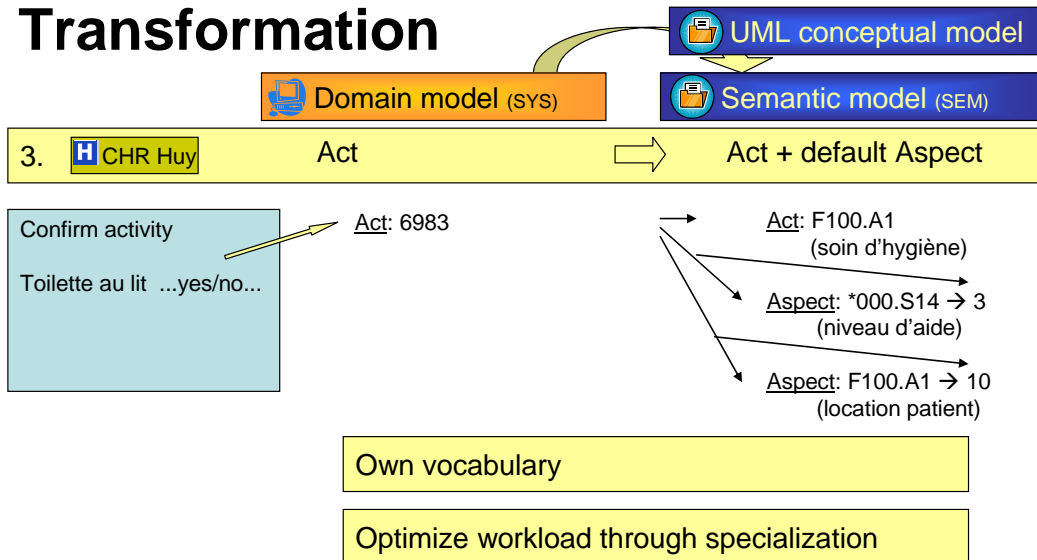 Transformation
UML conceptual model
Domain model (SYS)
Semantic model (SEM)
3. H CHR Huy Act Act + default Aspect
Confirm activity
Toilette au lit ...yes/no...
Act: 6983
Act: F100.A1
(soin d'hygiène)
Aspect: *000.S14 → 3
(niveau d'aide)
Aspect: F100.A1 → 10
(location patient)
Own vocabulary
Optimize workload through specialization